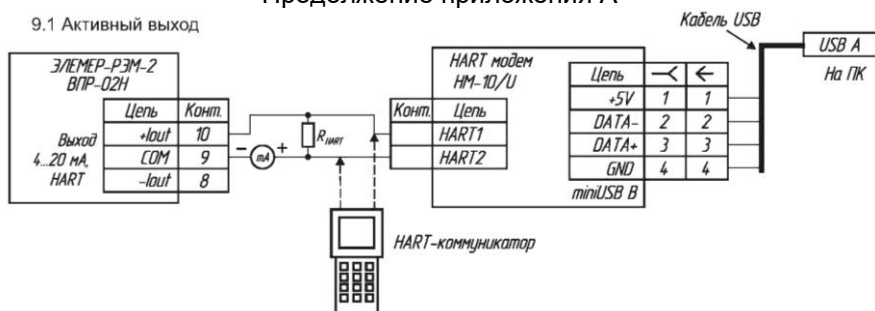 Продолжение приложения А
9.1 Активный выход
Кабель USB
USB A
На ПК
ЭЛЕМЕР-РЭМ-2
ВПР-02Н
Цепь Конт.
Выход
4...20 мА,
HART
+Iout 10
COM 9
-Iout 8
- mA +
R HART
HART модем
HM-10/U
Конт. Цепь
HART1
HART2
Цепь
+5V 1 1
DATA- 2 2
DATA+ 3 3
GND 4 4
miniUSB B
HART-коммуникатор